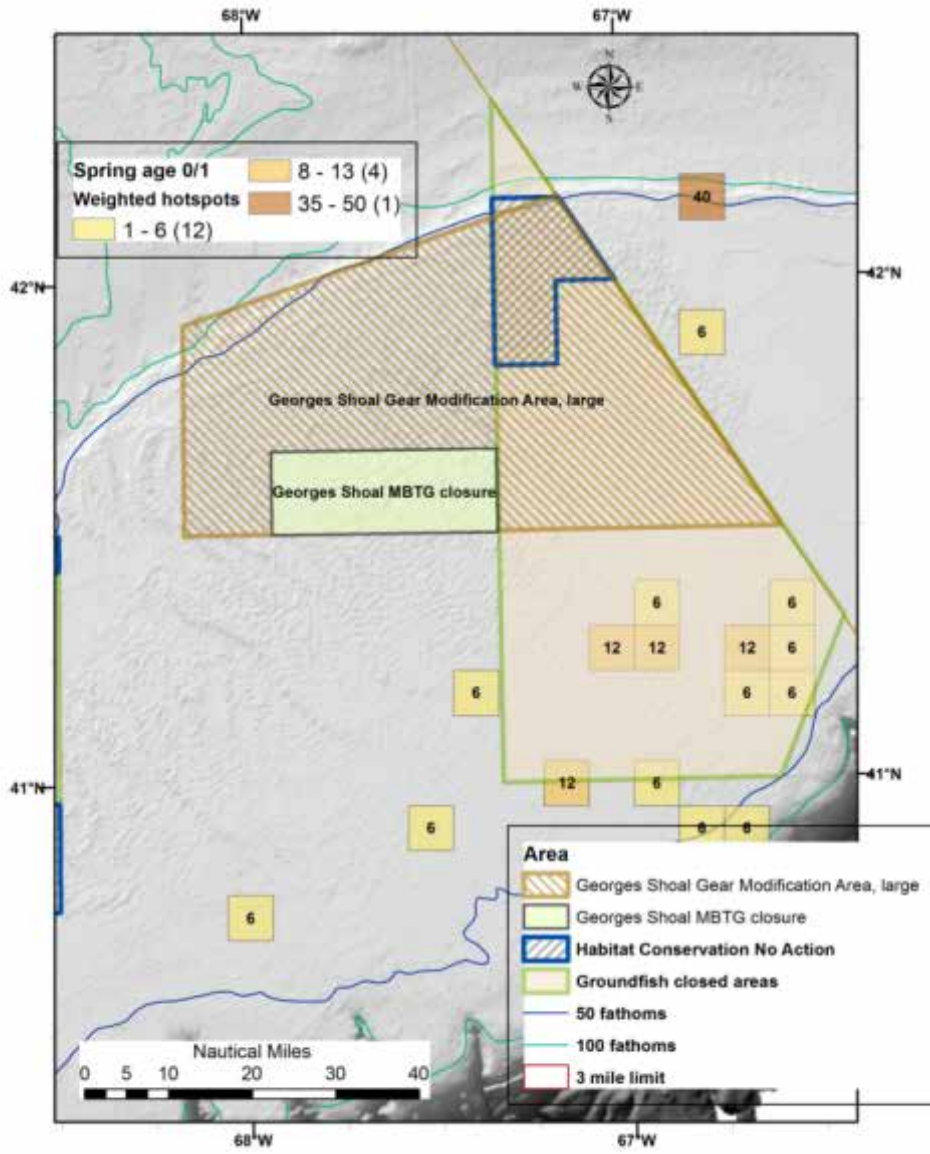 68°W
67°W
N
W E
S
Spring age 0/1
Weighted hotspots
1 - 6 (12)
8 - 13 (4)
35 - 50 (1)
40
42°N
42°N
6
Georges Shoal Gear Modification Area, large
Georges Shoal MBTG closure
6 6
12 12 12 6
6 6 6
41°N
41°N
12 6
6 6 6
6
Area
Georges Shoal Gear Modification Area, large
Georges Shoal MBTG closure
Habitat Conservation No Action
Groundfish closed areas
50 fathoms
100 fathoms
3 mile limit
Nautical Miles
0 5 10 20 30 40
68°W
67°W